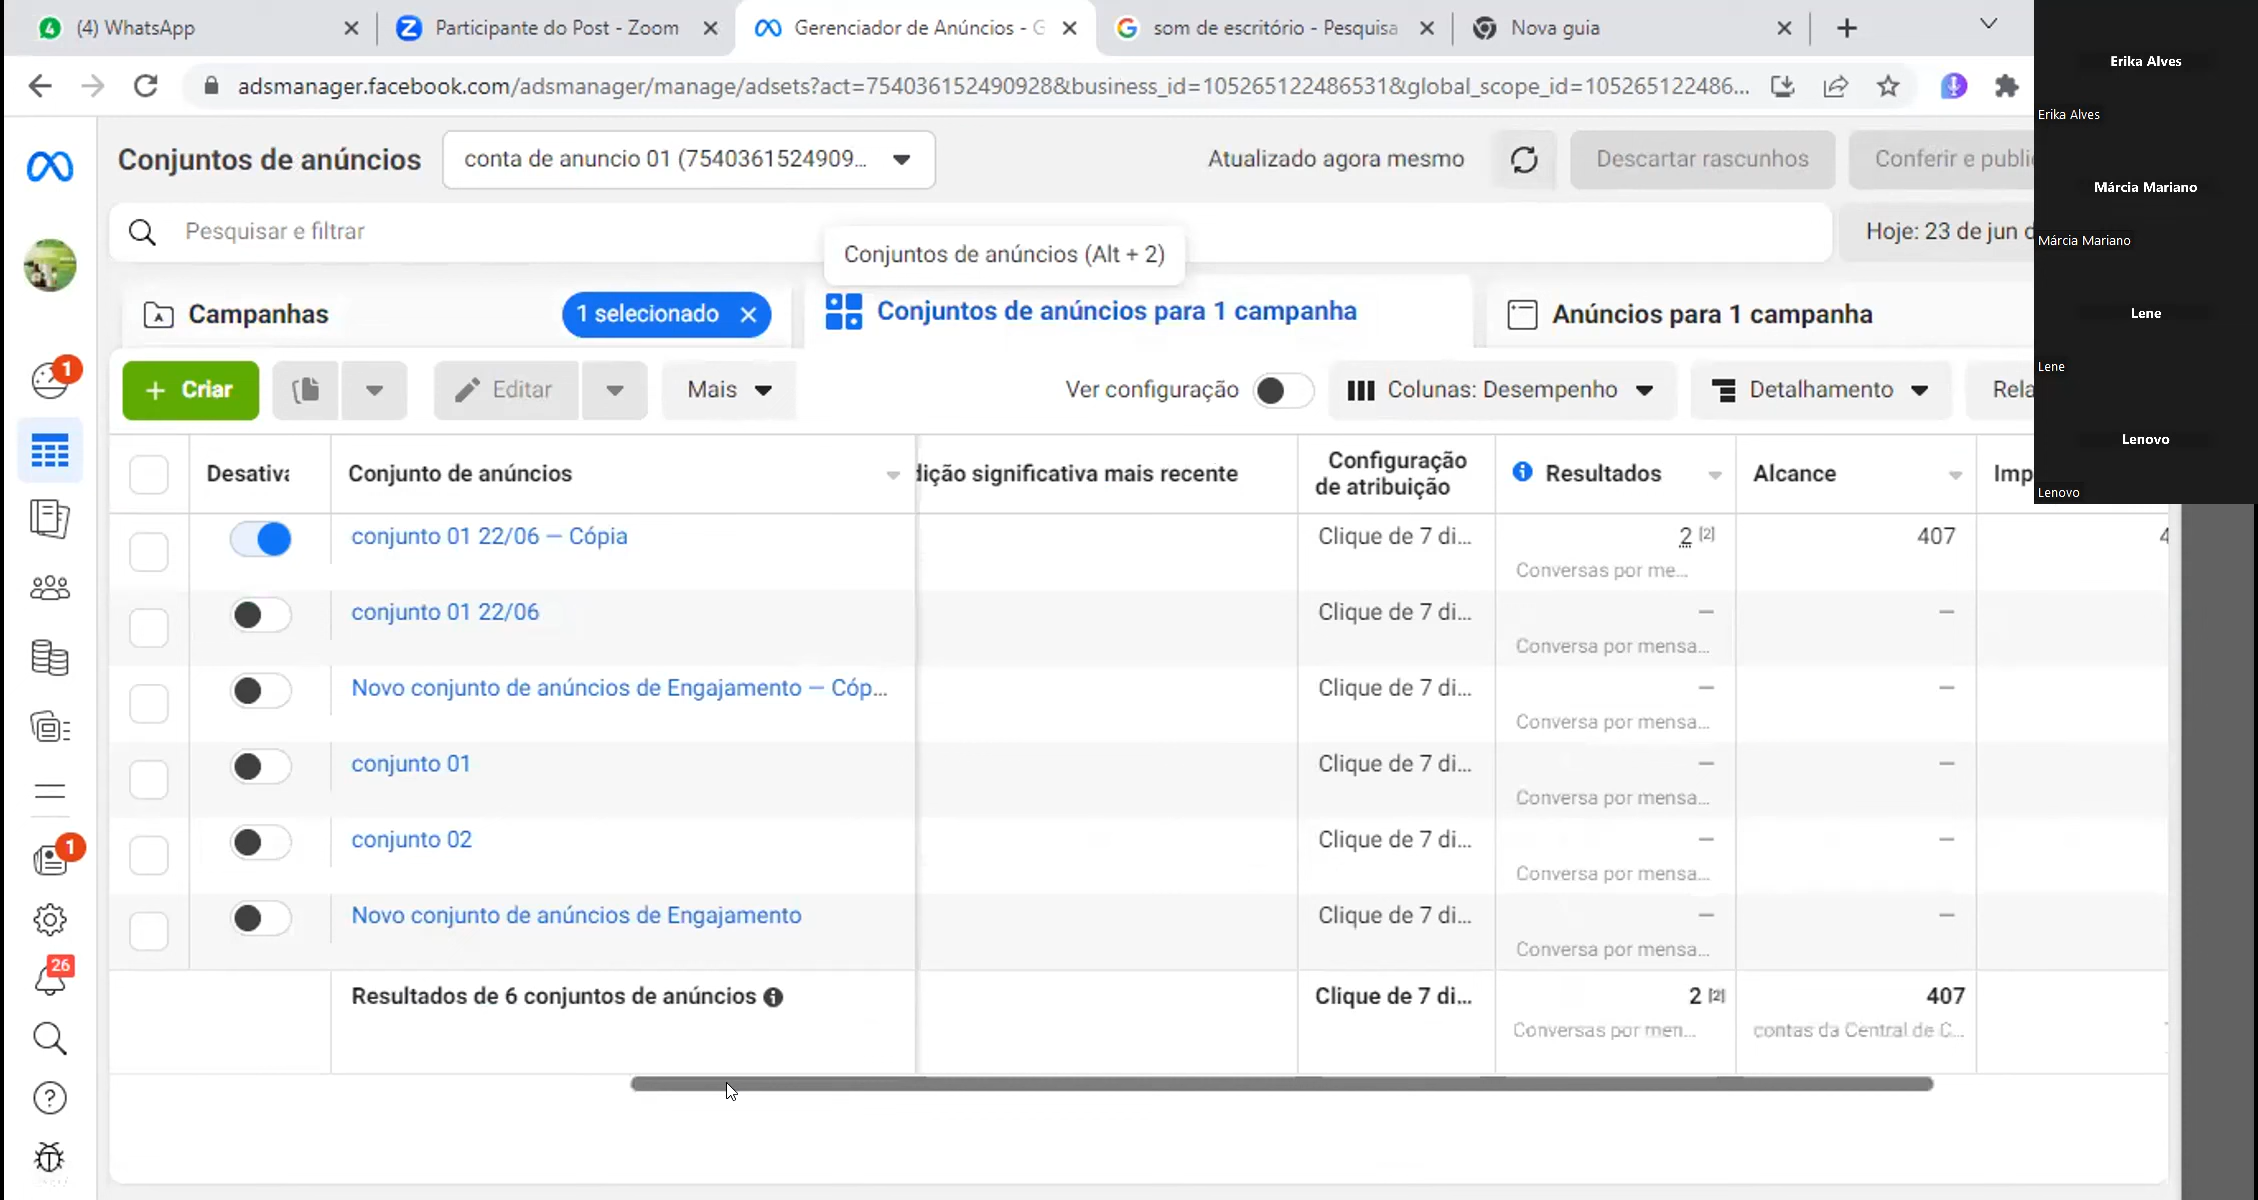 (4) WhatsApp
Participante do Post - Zoom
Gerenciador de Anúncios - G
som de escritório - Pesquisa
Nova guia
adsmanager.facebook.com/adsmanager/manage/adsets?act=754036152490928&business_id=105265122486531&global_scope_id=105265122486...
Erika Alves
Erika Alves
Márcia Mariano
Márcia Mariano
Lene
Lene
Lenovo
Lenovo
Conjuntos de anúncios
conta de anuncio 01 (7540361524909...
Atualizado agora mesmo
Descartar rascunhos
Conferir e publi
Pesquisar e filtrar
Hoje: 23 de jun d
Conjuntos de anúncios (Alt + 2)
Campanhas
1 selecionado
Conjuntos de anúncios para 1 campanha
Anúncios para 1 campanha
+ Criar
Editar
Mais
Ver configuração
Colunas: Desempenho
Detalhamento
Rela
Desativa
Conjunto de anúncios
dição significativa mais recente
Configuração
de atribuição
Resultados
Alcance
Imp
conjunto 01 22/06 — Cópia
Clique de 7 di...
2 [2]
407
4
Conversas por me...
conjunto 01 22/06
Clique de 7 di...
—
—
Conversa por mensa...
Novo conjunto de anúncios de Engajamento — Cóp...
Clique de 7 di...
—
—
Conversa por mensa...
conjunto 01
Clique de 7 di...
—
—
Conversa por mensa...
conjunto 02
Clique de 7 di...
—
—
Conversa por mensa...
Novo conjunto de anúncios de Engajamento
Clique de 7 di...
—
—
Conversa por mensa...
Resultados de 6 conjuntos de anúncios
Clique de 7 di...
2 [2]
407
Conversas por men...
contas da Central de C...
1
1
26